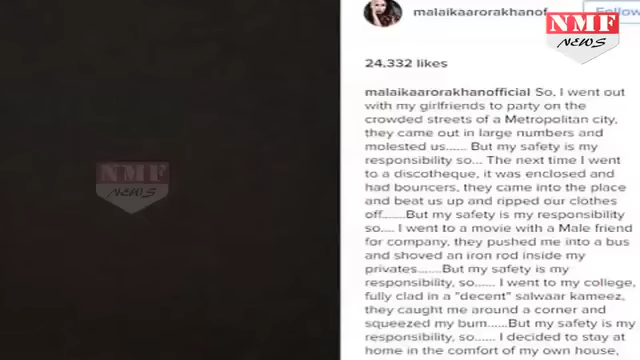 malaikaarorakhanof
Follow
NMF
NEWS
24,332 likes
malaikaarorakhanofficial So, I went out
with my girlfriends to party on the
crowded streets of a Metropolitan city,
they came out in large numbers and
molested us...... But my safety is my
responsibility so... The next time I went
to a discotheque, it was enclosed and
had bouncers, they came into the place
and beat us up and ripped our clothes
off.......But my safety is my responsibility
so.... I went to a movie with a Male friend
for company, they pushed me into a bus
and shoved an iron rod inside my
privates.......But my safety is my
responsibility, so...... I went to my college,
fully clad in a "decent" salwaar kameez,
they caught me around a corner and
squeezed my bum......But my safety is my
responsibility, so...... I decided to stay at
home in the comfort of my own house,
NMF
NEWS